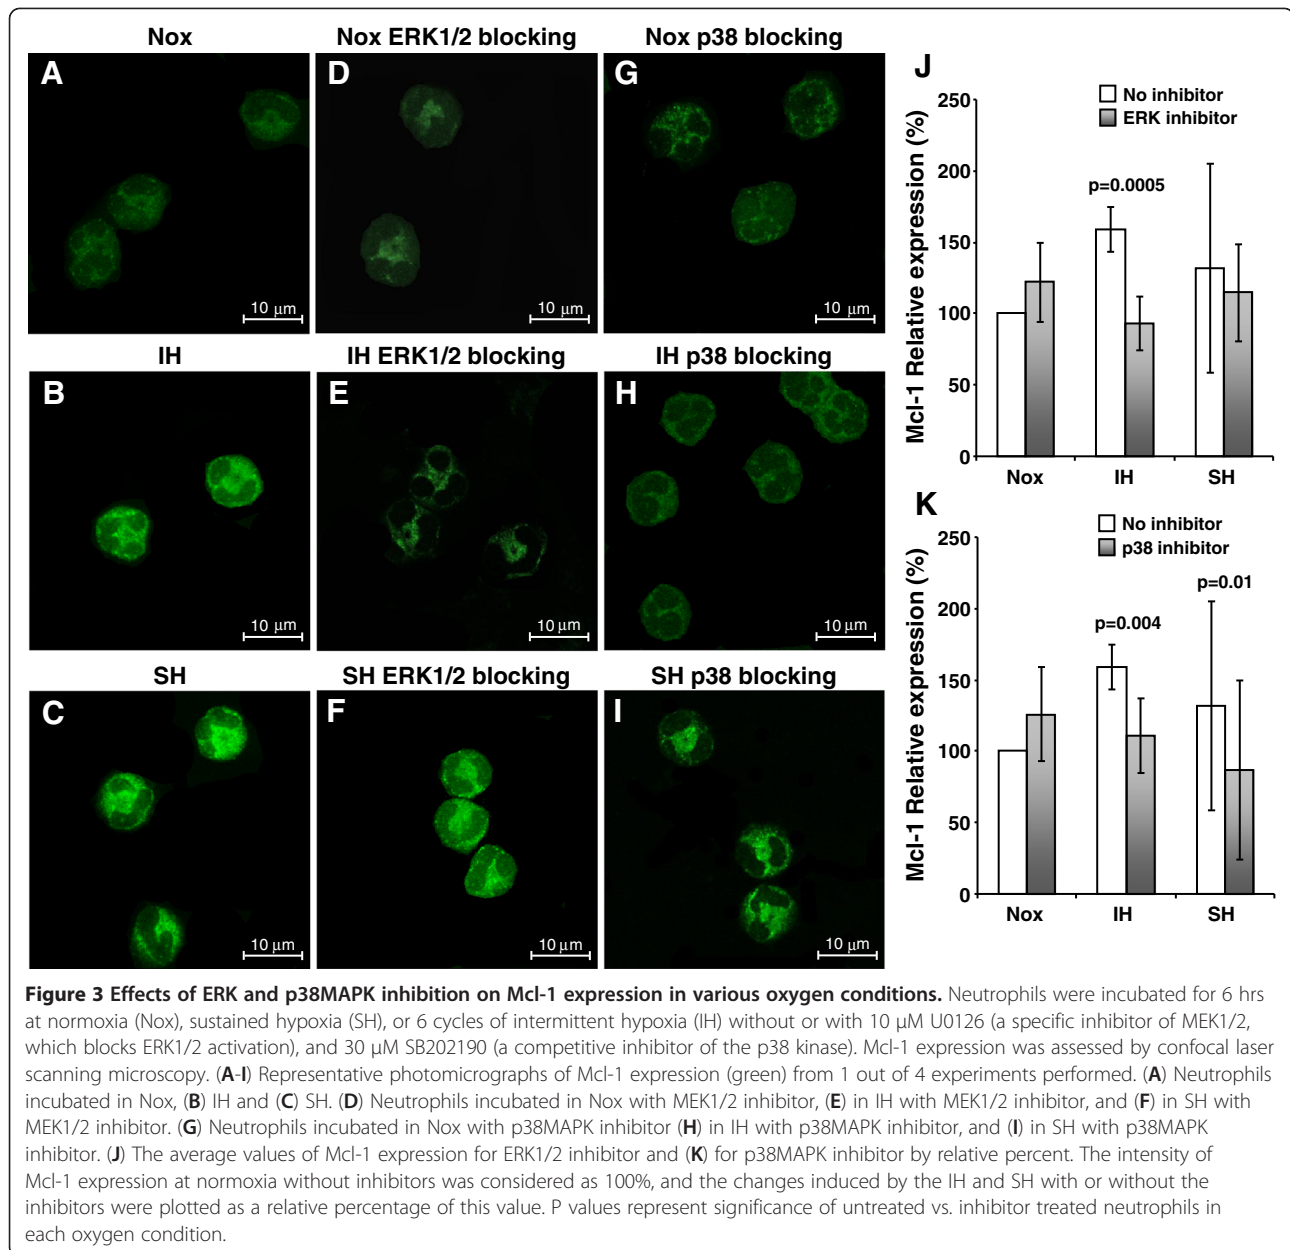 Nox
Nox ERK1/2 blocking
Nox p38 blocking
A
10 µm
D
10 µm
G
10 µm
IH
IH ERK1/2 blocking
IH p38 blocking
B
10 µm
E
10 µm
H
10 µm
SH
SH ERK1/2 blocking
SH p38 blocking
C
10 µm
F
10 µm
I
10 µm
J
No inhibitor
ERK inhibitor
Mcl-1 Relative expression (%)
250
200
150
100
50
0
p=0.0005
Nox IH SH
K
No inhibitor
p38 inhibitor
Mcl-1 Relative expression (%)
250
200
150
100
50
0
p=0.004
p=0.01
Nox IH SH
Figure 3 Effects of ERK and p38MAPK inhibition on Mcl-1 expression in various oxygen conditions. Neutrophils were incubated for 6 hrs
at normoxia (Nox), sustained hypoxia (SH), or 6 cycles of intermittent hypoxia (IH) without or with 10 µM U0126 (a specific inhibitor of MEK1/2,
which blocks ERK1/2 activation), and 30 µM SB202190 (a competitive inhibitor of the p38 kinase). Mcl-1 expression was assessed by confocal laser
scanning microscopy. (A-I) Representative photomicrographs of Mcl-1 expression (green) from 1 out of 4 experiments performed. (A) Neutrophils
incubated in Nox, (B) IH and (C) SH. (D) Neutrophils incubated in Nox with MEK1/2 inhibitor, (E) in IH with MEK1/2 inhibitor, and (F) in SH with
MEK1/2 inhibitor. (G) Neutrophils incubated in Nox with p38MAPK inhibitor (H) in IH with p38MAPK inhibitor, and (I) in SH with p38MAPK
inhibitor. (J) The average values of Mcl-1 expression for ERK1/2 inhibitor and (K) for p38MAPK inhibitor by relative percent. The intensity of
Mcl-1 expression at normoxia without inhibitors was considered as 100%, and the changes induced by the IH and SH with or without the
inhibitors were plotted as a relative percentage of this value. P values represent significance of untreated vs. inhibitor treated neutrophils in
each oxygen condition.